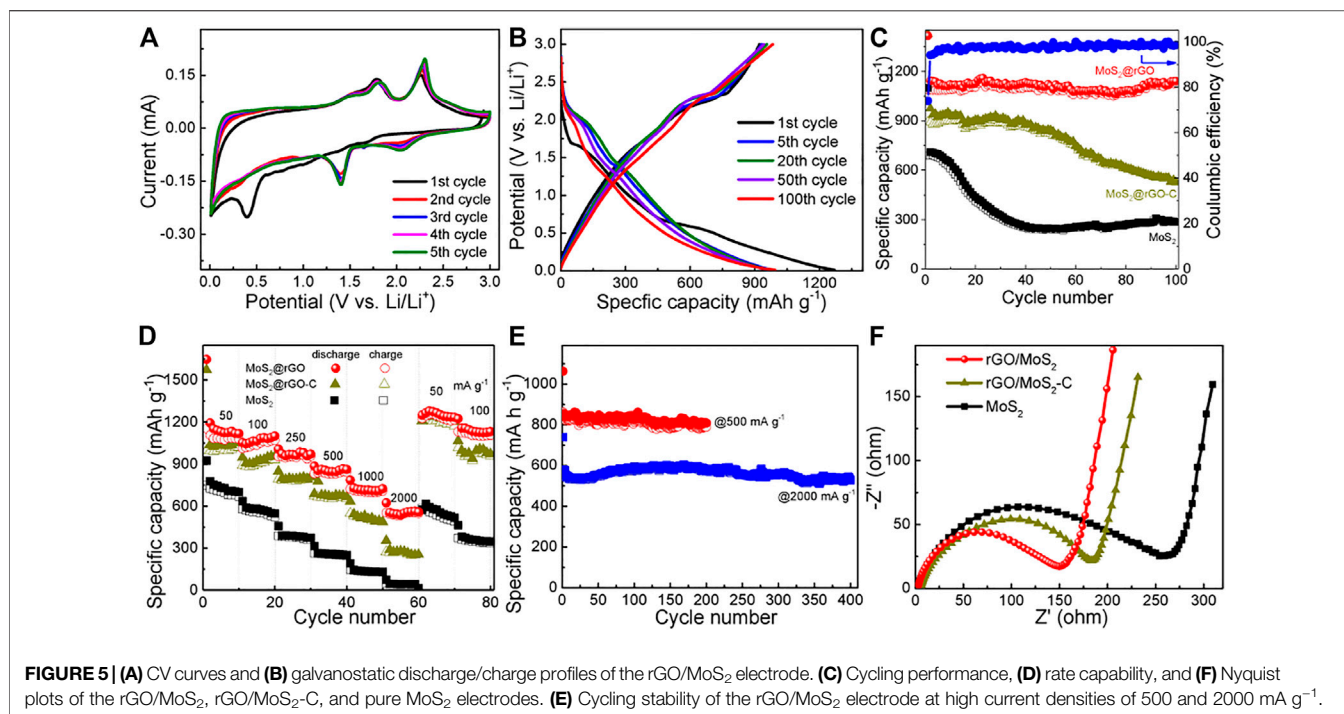 A
0.15
0.00
-0.15
-0.30
Current (mA)
1st cycle
2nd cycle
3rd cycle
4th cycle
5th cycle
0.0 0.5 1.0 1.5 2.0 2.5 3.0
Potential (V vs. Li/Li⁺)
B
3.0
2.5
2.0
1.5
1.0
0.5
0.0
Potential (V vs. Li/Li⁺)
1st cycle
5th cycle
20th cycle
50th cycle
100th cycle
0 300 600 900 1200
Specfic capacity (mAh g⁻¹)
C
1200
900
600
300
0
Specific capacity (mAh g⁻¹)
MoS₂@rGO
MoS₂@rGO-C
MoS₂
100
80
60
40
20
0
Coulumbic efficiency (%)
0 20 40 60 80 100
Cycle number
D
1500
1200
900
600
300
0
Specific capacity (mAh g⁻¹)
discharge charge
MoS₂@rGO
MoS₂@rGO-C
MoS₂
50 100 250 500 1000 2000 50 mA g⁻¹ 100
0 20 40 60 80
Cycle number
E
1000
800
600
400
200
0
Specific capacity (mA h g⁻¹)
@500 mA g⁻¹
@2000 mA g⁻¹
0 50 100 150 200 250 300 350 400
Cycle number
F
150
100
50
0
-Z'' (ohm)
rGO/MoS₂
rGO/MoS₂-C
MoS₂
0 50 100 150 200 250 300
Z' (ohm)
FIGURE 5 | (A) CV curves and (B) galvanostatic discharge/charge profiles of the rGO/MoS₂ electrode. (C) Cycling performance, (D) rate capability, and (F) Nyquist
plots of the rGO/MoS₂, rGO/MoS₂-C, and pure MoS₂ electrodes. (E) Cycling stability of the rGO/MoS₂ electrode at high current densities of 500 and 2000 mA g⁻¹.